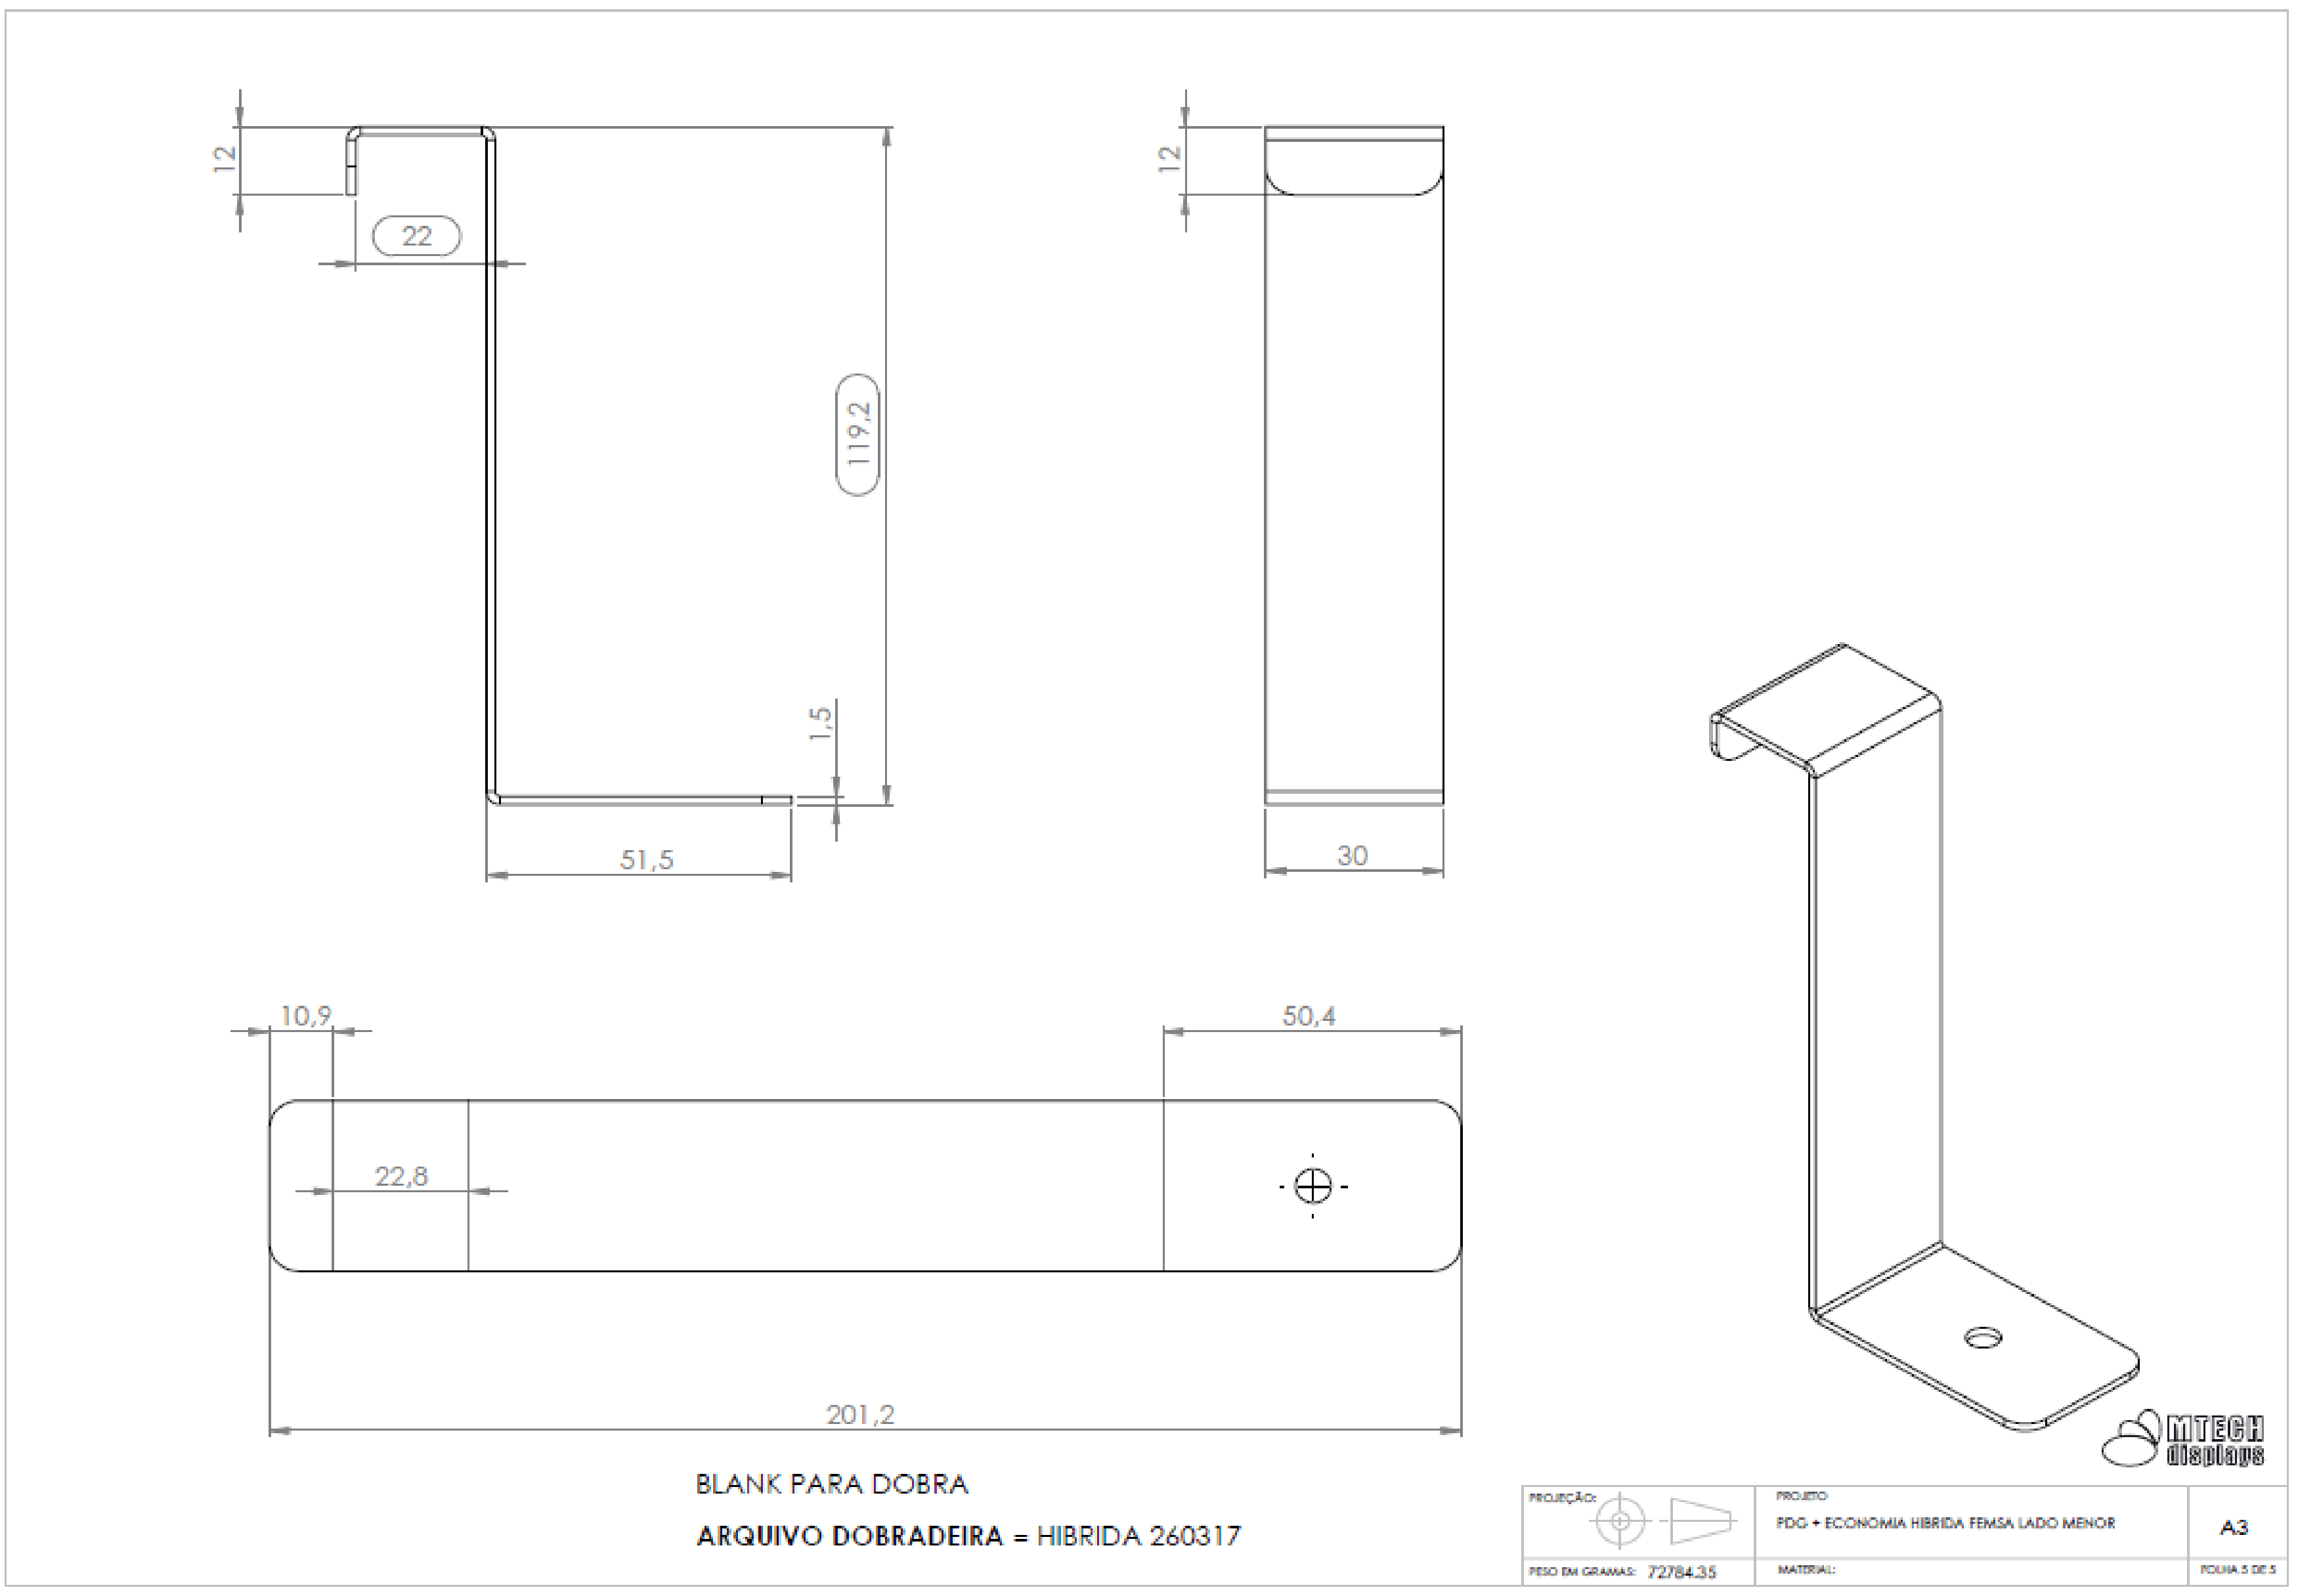 12
22
119,2
1,5
51,5
12
30
10,9
50,4
22,8
201,2
BLANK PARA DOBRA
ARQUIVO DOBRADEIRA = HIBRIDA 260317
MTECH
displays
PROJEÇÃO:
PROJETO
PDG + ECONOMIA HIBRIDA FEMSA LADO MENOR
A3
PESO EM GRAMAS: 72784.35
MATERIAL:
FOLHA 5 DE 5